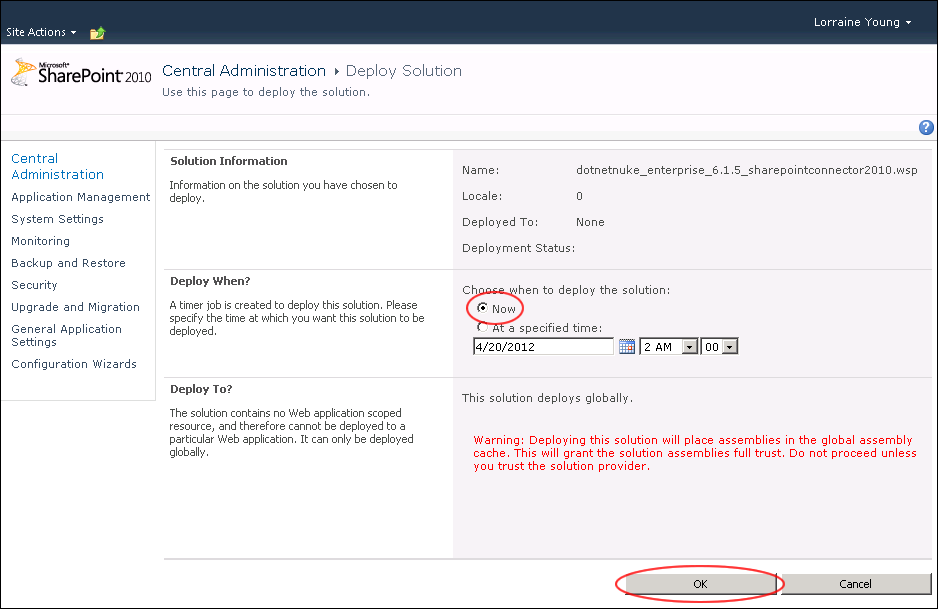 Lorraine Young
Site Actions
Microsoft®
SharePoint 2010
Central Administration Deploy Solution
Use this page to deploy the solution.
?
Central
Administration
Application Management
System Settings
Monitoring
Backup and Restore
Security
Upgrade and Migration
General Application
Settings
Configuration Wizards
Solution Information
Information on the solution you have chosen to
deploy.
Name: dotnetnuke_enterprise_6.1.5_sharepointconnector2010.wsp
Locale: 0
Deployed To: None
Deployment Status:
Deploy When?
A timer job is created to deploy this solution. Please
specify the time at which you want this solution to be
deployed.
Choose when to deploy the solution:
Now
At a specified time:
4/20/2012 2 AM 00
Deploy To?
The solution contains no Web application scoped
resource, and therefore cannot be deployed to a
particular Web application. It can only be deployed
globally.
This solution deploys globally.
Warning: Deploying this solution will place assemblies in the global assembly
cache. This will grant the solution assemblies full trust. Do not proceed unless
you trust the solution provider.
OK Cancel